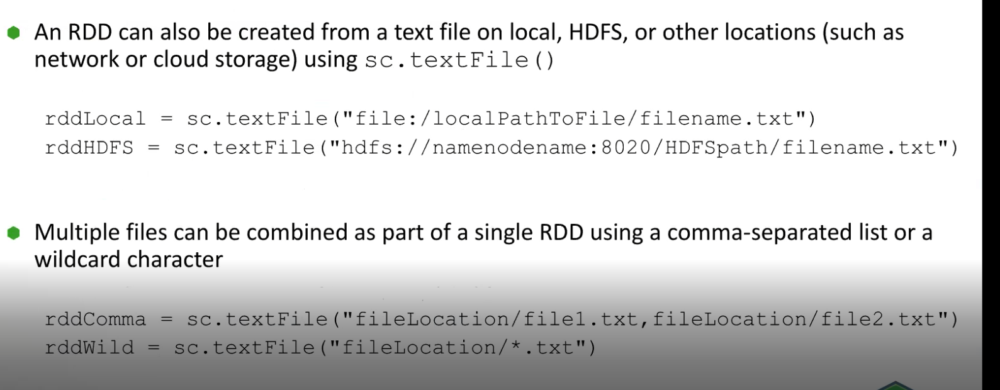 An RDD can also be created from a text file on local, HDFS, or other locations (such as
network or cloud storage) using sc.textFile()
rddLocal = sc.textFile("file:/localPathToFile/filename.txt")
rddHDFS = sc.textFile("hdfs://namenodename:8020/HDFSpath/filename.txt")
Multiple files can be combined as part of a single RDD using a comma-separated list or a
wildcard character
rddComma = sc.textFile("fileLocation/file1.txt,fileLocation/file2.txt")
rddWild = sc.textFile("fileLocation/*.txt")